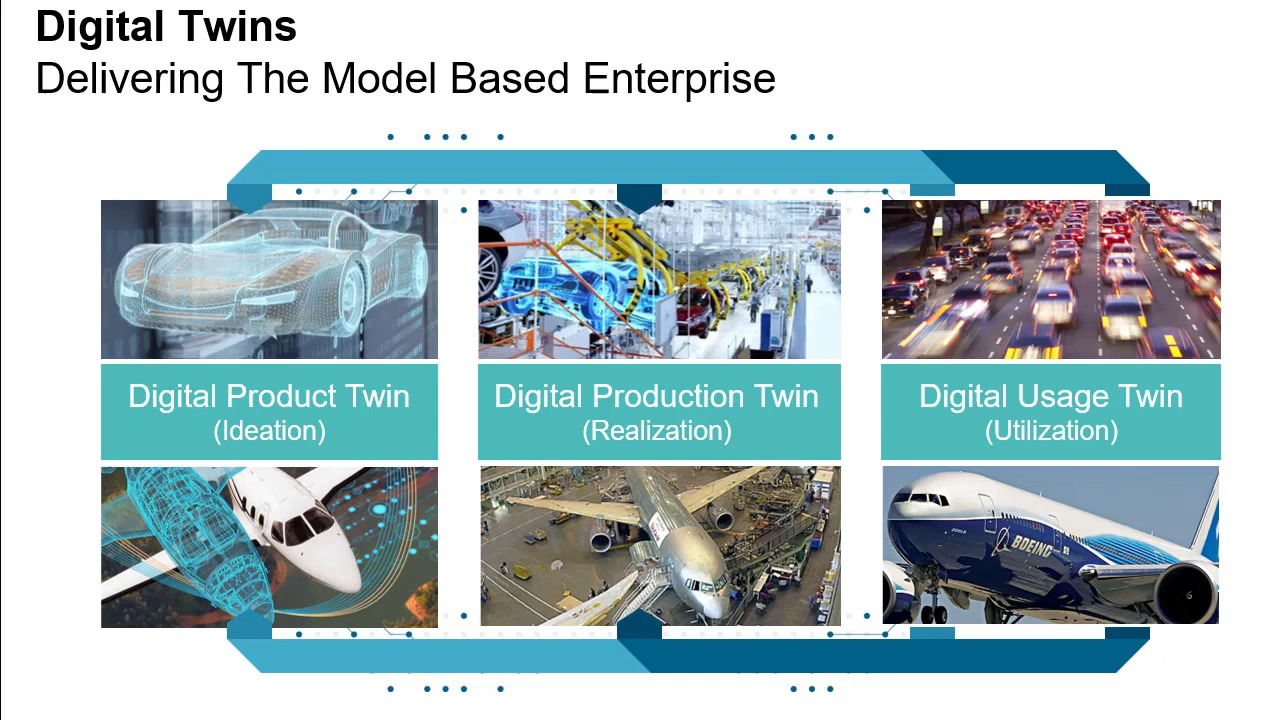 Digital Twins
Delivering The Model Based Enterprise
Digital Product Twin
(Ideation)
Digital Production Twin
(Realization)
Digital Usage Twin
(Utilization)
BOEING